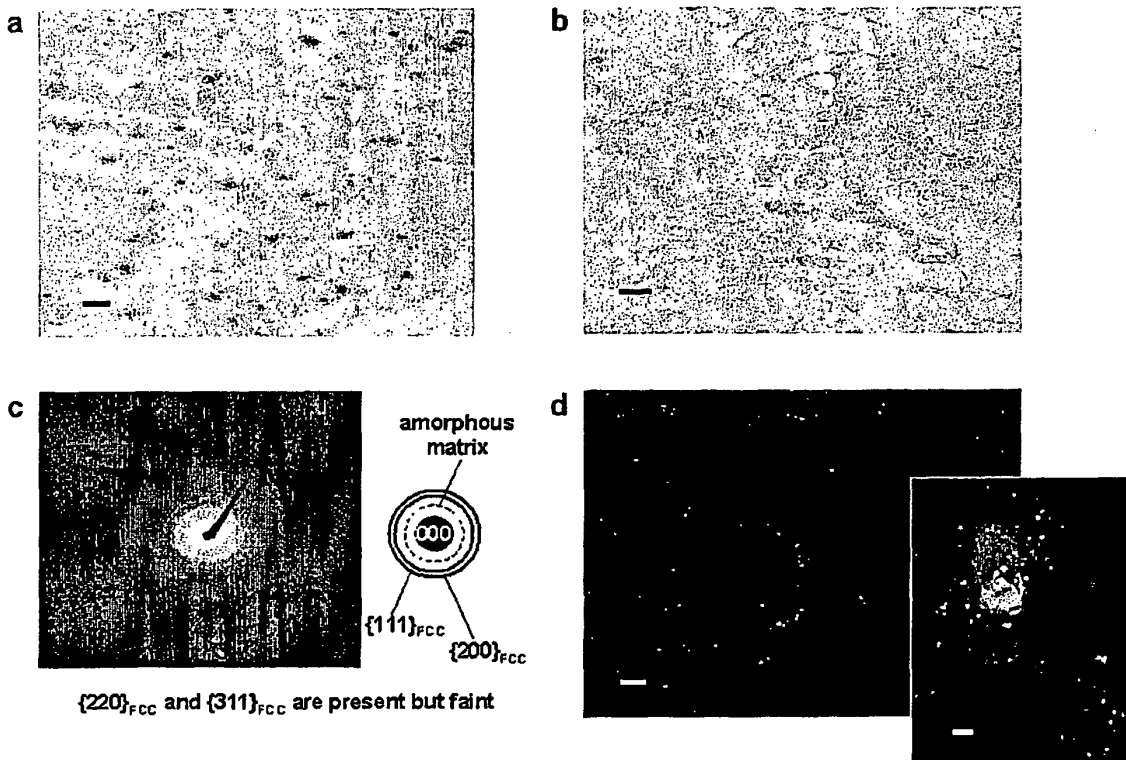 a
b
c
amorphous
matrix
000
{111}FCC
{200}FCC
{220}FCC and {311}FCC are present but faint
d